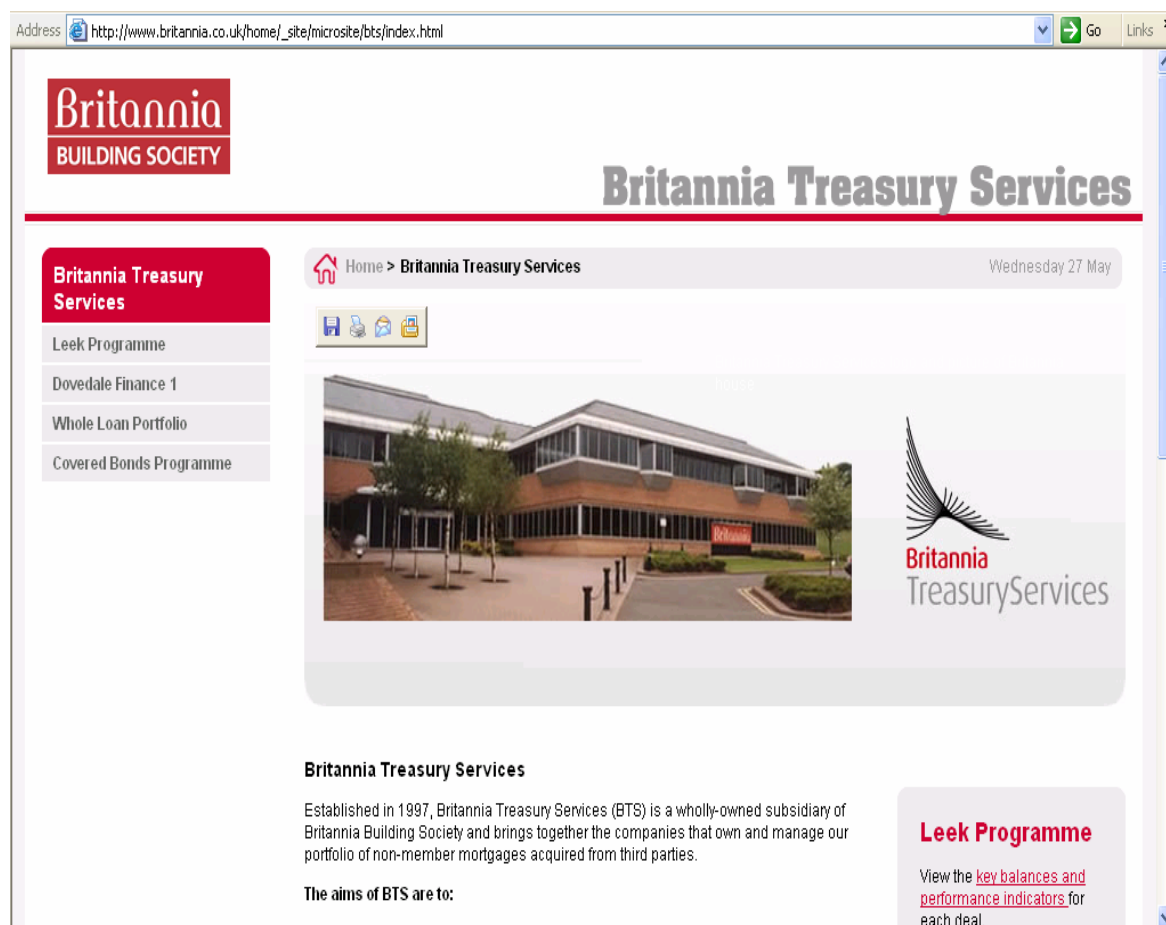 Address http://www.britannia.co.uk/home/_site/microsite/bts/index.html Go Links
Britannia
BUILDING SOCIETY
Britannia Treasury Services
Britannia Treasury
Services
Leek Programme
Dovedale Finance 1
Whole Loan Portfolio
Covered Bonds Programme
Home > Britannia Treasury Services
Wednesday 27 May
Britannia
Britannia
TreasuryServices
Britannia Treasury Services
Established in 1997, Britannia Treasury Services (BTS) is a wholly-owned subsidiary of
Britannia Building Society and brings together the companies that own and manage our
portfolio of non-member mortgages acquired from third parties.
The aims of BTS are to:
Leek Programme
View the key balances and
performance indicators for
each deal